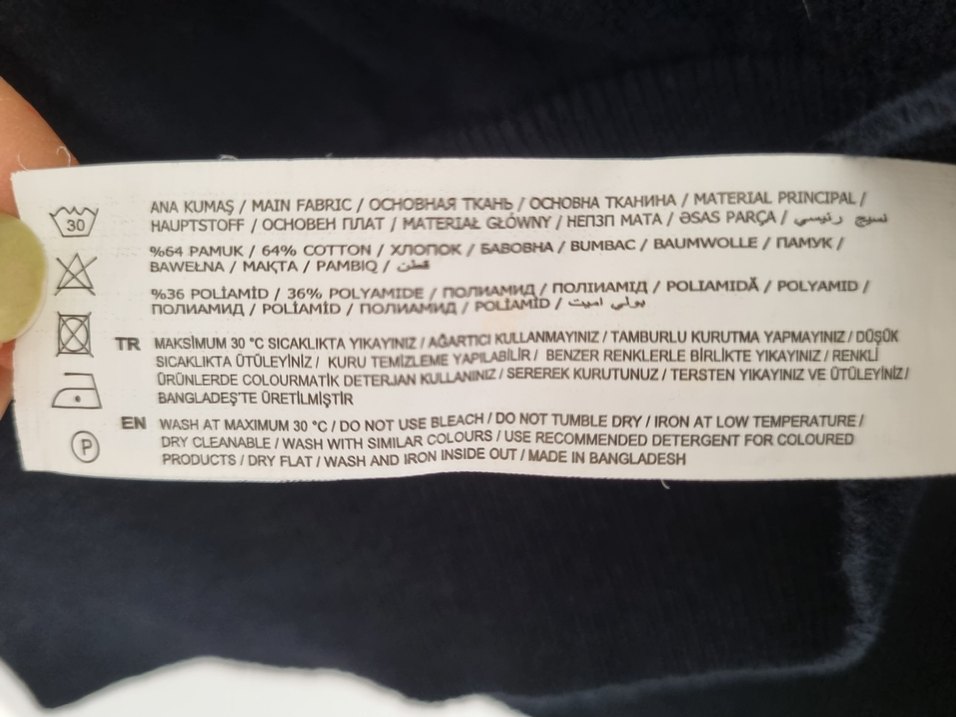 30
ANA KUMAŞ / MAIN FABRIC / ОСНОВНАЯ ТКАНЬ / ОСНОВНА ТКАНИНА / MATERIAL PRINCIPAL /
HAUPTSTOFF / ОСНОВЕН ПЛАТ / MATERIAŁ GŁÓWNY / НЕГІЗГІ МАТА / ƏSAS PARÇA / نسیج رئیسي
%64 PAMUK / 64% COTTON / ХЛОПОК / БАВОВНА / BUMBAC / BAUMWOLLE / ПАМУК /
BAWEŁNA / МАҚТА / PAMBIQ / قطن
%36 POLİAMİD / 36% POLYAMIDE / ПОЛИАМИД / ПОЛІИАМІД / POLIAMIDĂ / POLYAMID /
ПОЛИАМИД / POLİAMİD / ПОЛИАМИД / POLİAMİD / بولي اميت
TR MAKSİMUM 30 °C SICAKLIKTA YIKAYINIZ / AĞARTICI KULLANMAYINIZ / TAMBURLU KURUTMA YAPMAYINIZ / DÜŞÜK
SICAKLIKTA ÜTÜLEYİNİZ / KURU TEMİZLEME YAPILABİLİR / BENZER RENKLERLE BİRLİKTE YIKAYINIZ / RENKLİ
ÜRÜNLERDE COLOURMATİK DETERJAN KULLANINIZ / SEREREK KURUTUNUZ / TERSTEN YIKAYINIZ VE ÜTÜLEYİNİZ /
BANGLADEŞ'TE ÜRETİLMİŞTİR
EN WASH AT MAXIMUM 30 °C / DO NOT USE BLEACH / DO NOT TUMBLE DRY / IRON AT LOW TEMPERATURE /
DRY CLEANABLE / WASH WITH SIMILAR COLOURS / USE RECOMMENDED DETERGENT FOR COLOURED
PRODUCTS / DRY FLAT / WASH AND IRON INSIDE OUT / MADE IN BANGLADESH
P